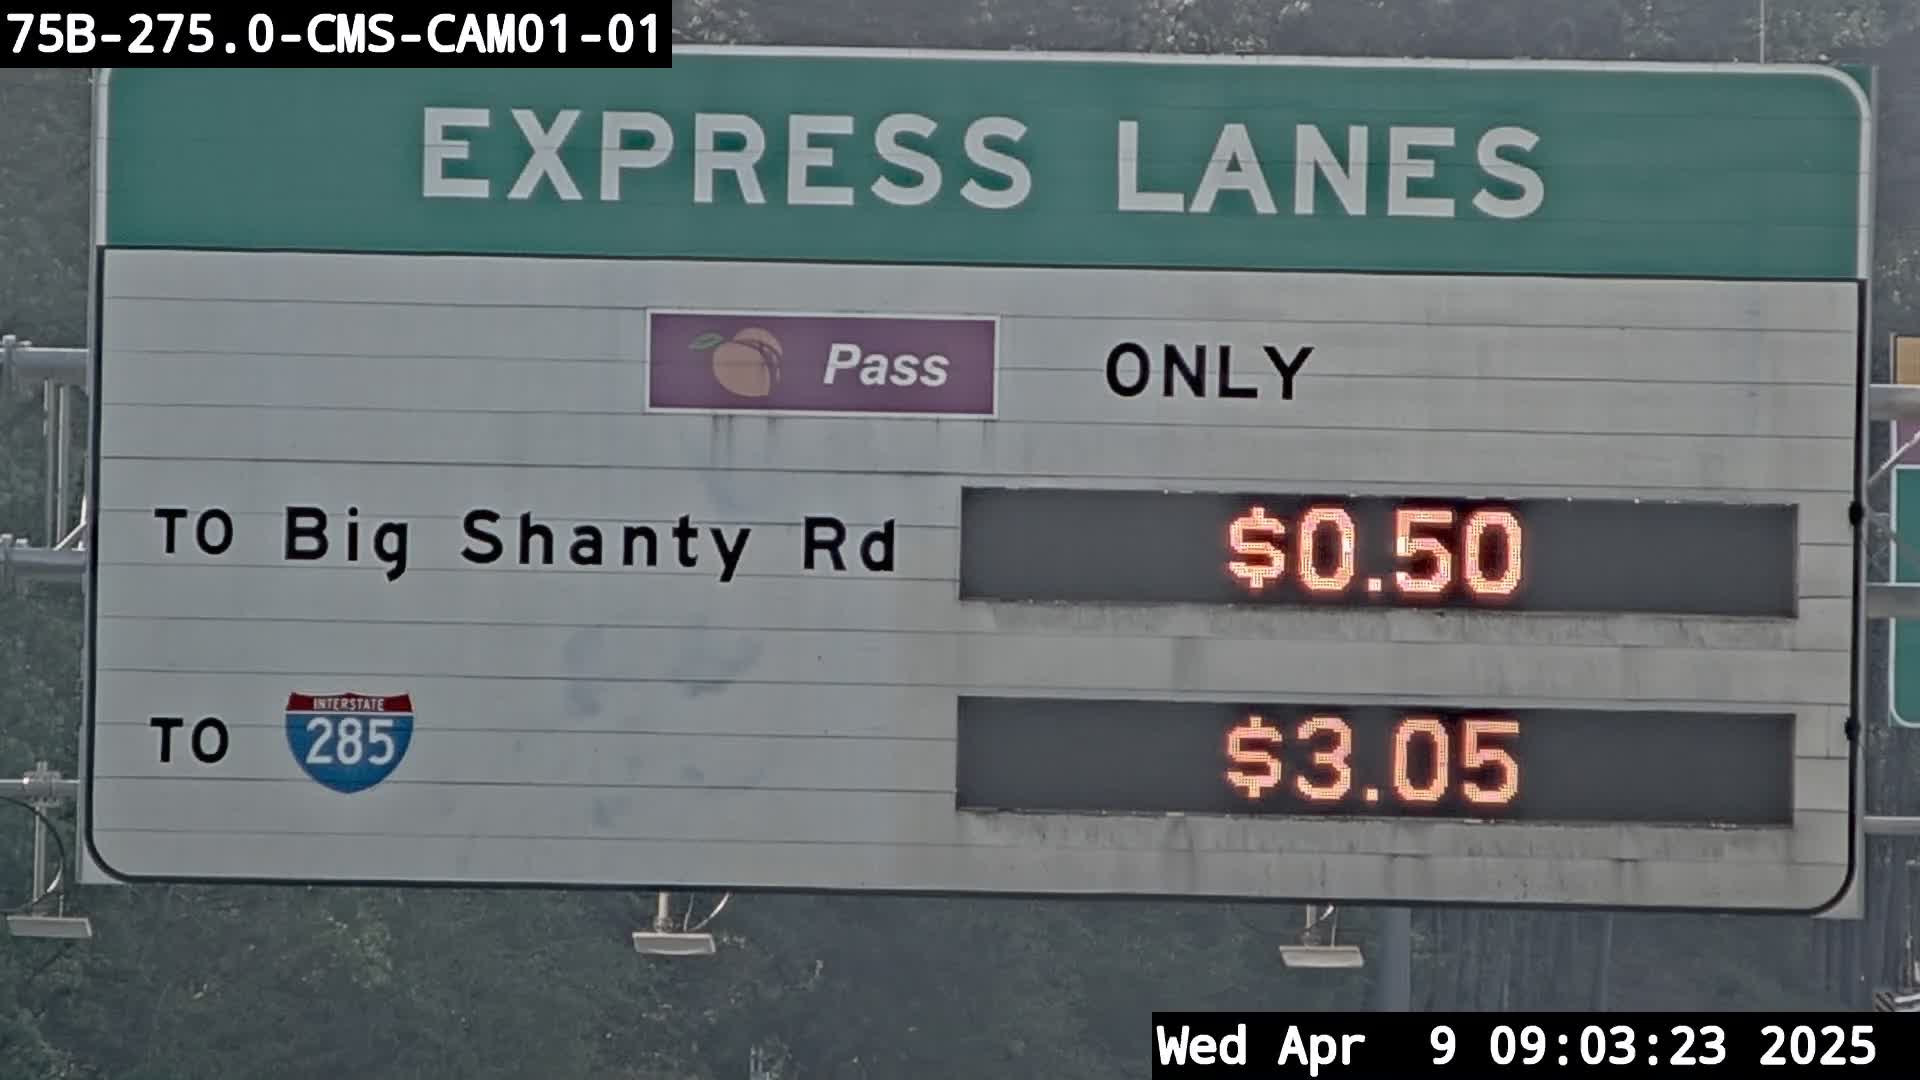 75B-275.0-CMS-CAM01-01
EXPRESS LANES
Pass ONLY
TO Big Shanty Rd $0.50
INTERSTATE
TO 285 $3.05
Wed Apr 9 09:03:23 2025